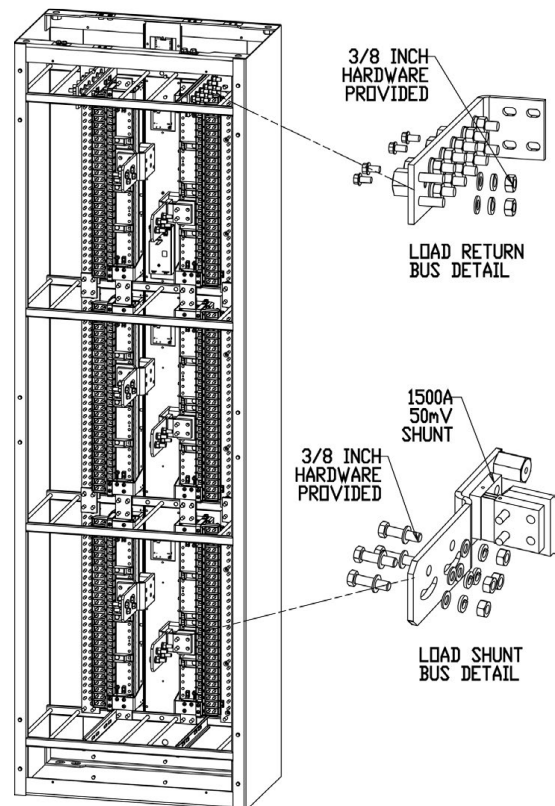 3/8 INCH
HARDWARE
PROVIDED
LOAD RETURN
BUS DETAIL
1500A
50mV
SHUNT
3/8 INCH
HARDWARE
PROVIDED
LOAD SHUNT
BUS DETAIL